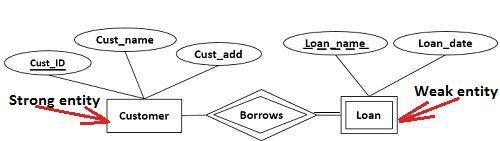 Cust_name
Loan_name
Loan_date
Cust_ID
Cust_add
Strong entity
Weak entity
Customer
Borrows
Loan